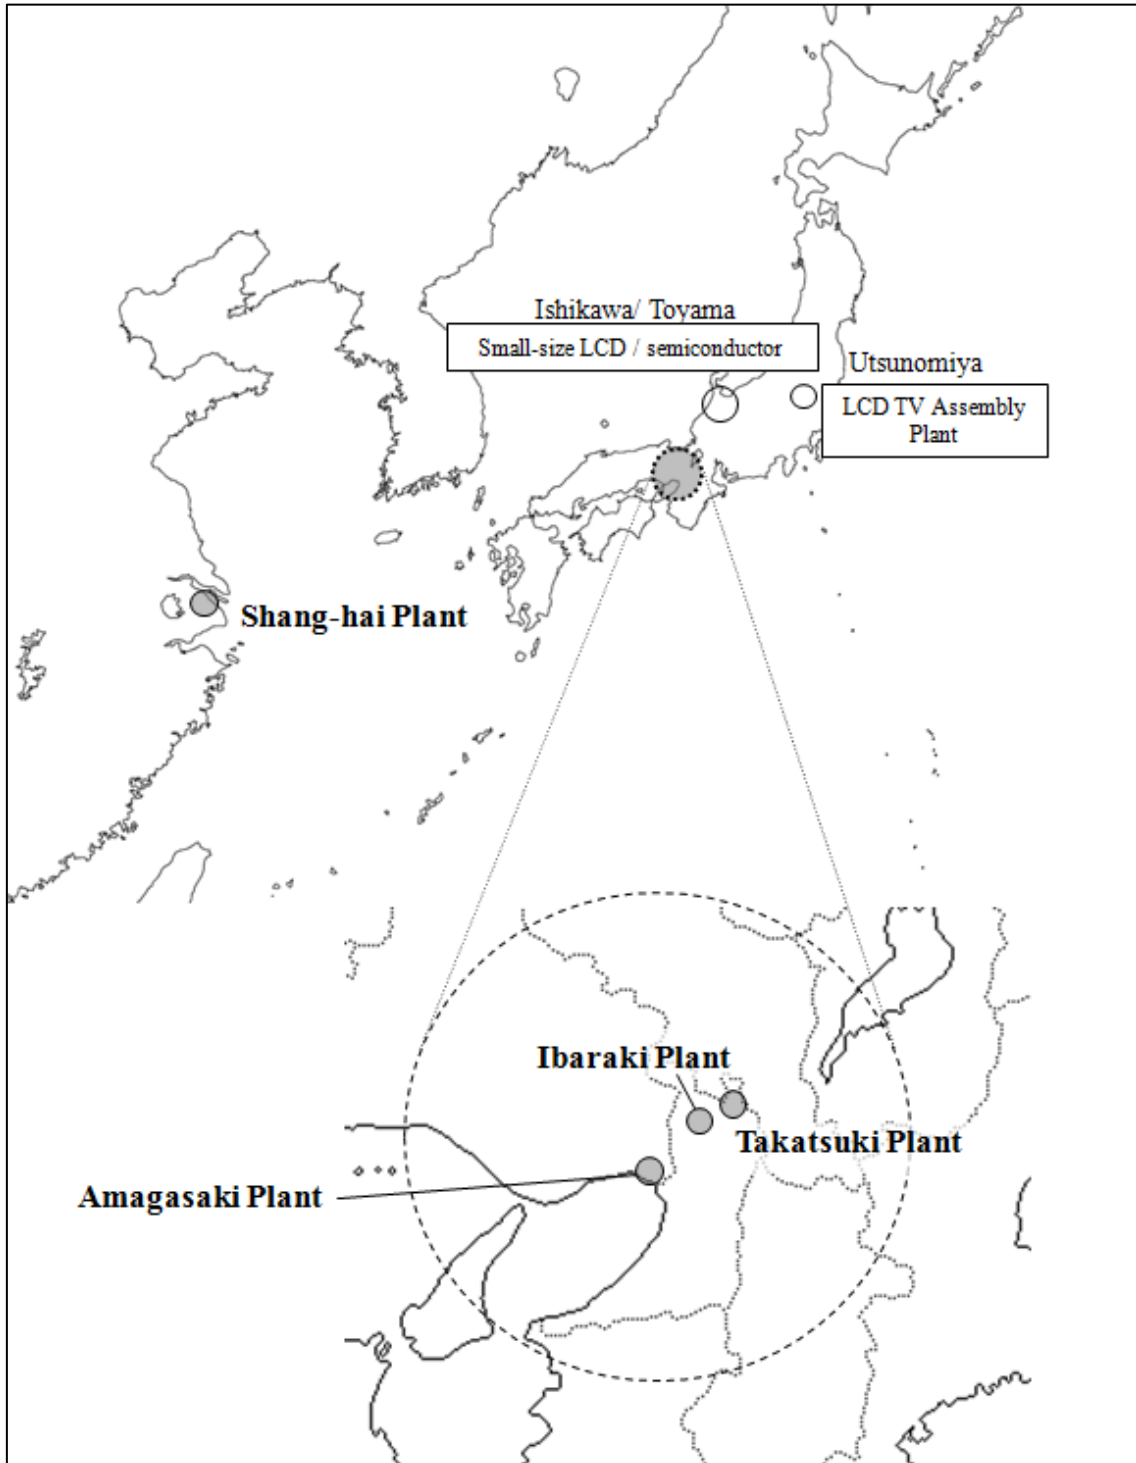 Ishikawa/ Toyama
Small-size LCD / semiconductor
Utsunomiya
LCD TV Assembly
Plant
Shang-hai Plant
Ibaraki Plant
Takatsuki Plant
Amagasaki Plant